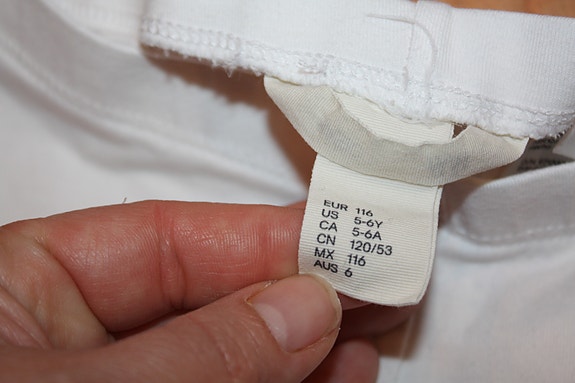 EUR 116
US 5-6Y
CA 5-6A
CN 120/53
MX 116
AUS 6